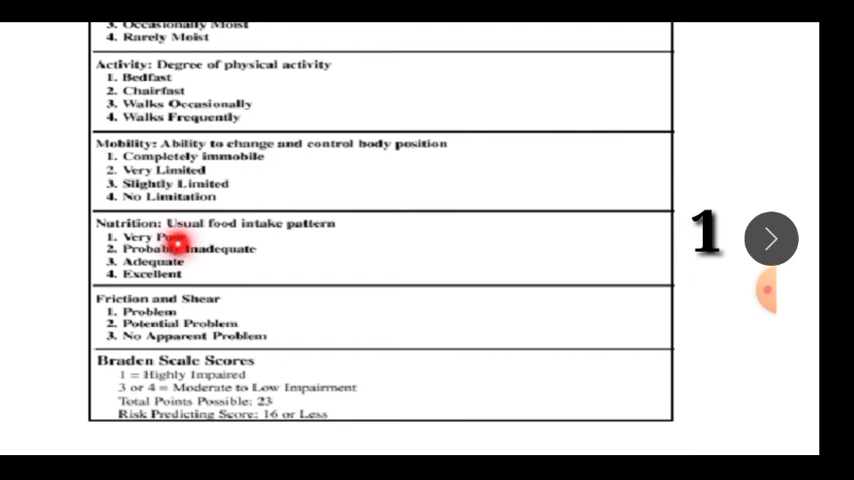 3. Occasionally Moist
4. Rarely Moist
Activity: Degree of physical activity
1. Bedfast
2. Chairfast
3. Walks Occasionally
4. Walks Frequently
Mobility: Ability to change and control body position
1. Completely immobile
2. Very Limited
3. Slightly Limited
4. No Limitation
Nutrition: Usual food intake pattern
1. Very Poor
2. Probably Inadequate
3. Adequate
4. Excellent
Friction and Shear
1. Problem
2. Potential Problem
3. No Apparent Problem
Braden Scale Scores
1 = Highly Impaired
3 or 4 = Moderate to Low Impairment
Total Points Possible: 23
Risk Predicting Score: 16 or Less
1